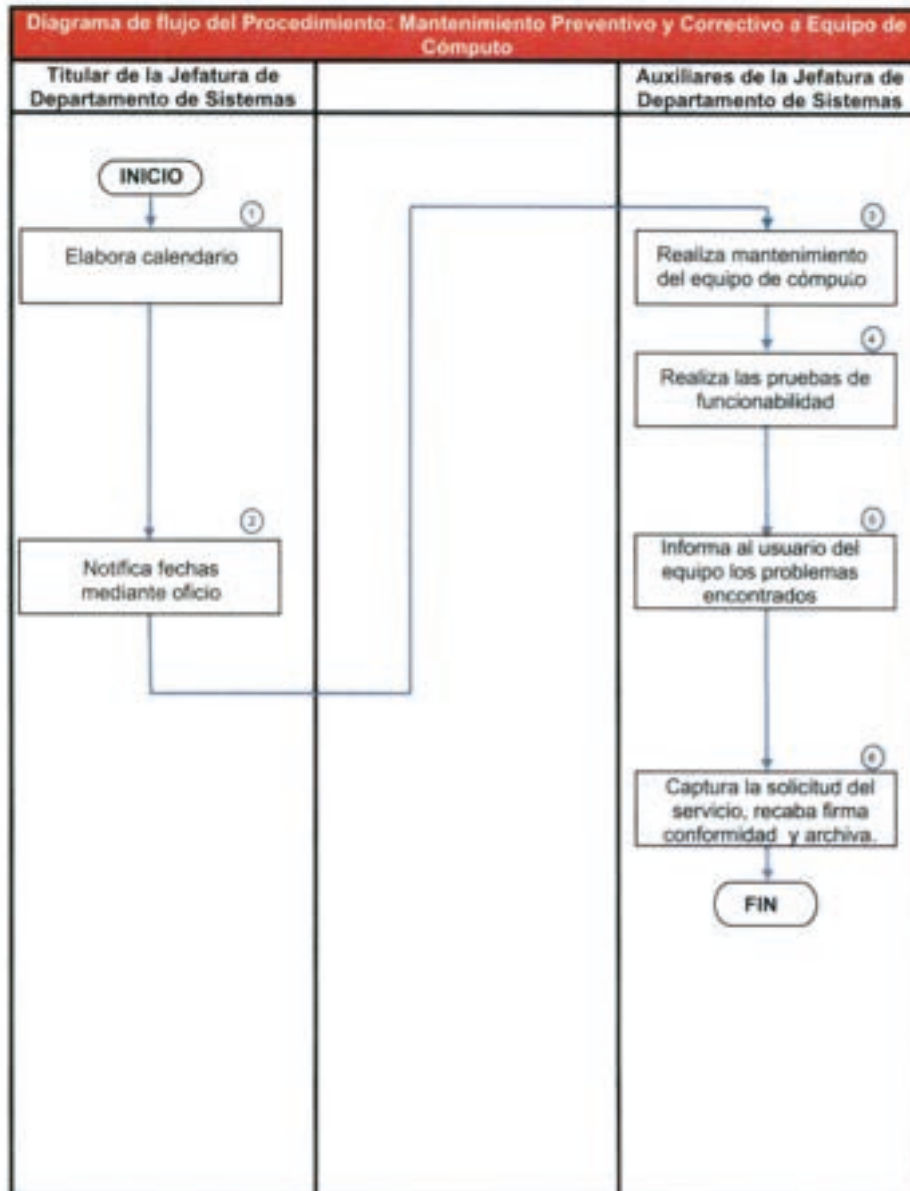 Diagrama de flujo del Procedimiento: Mantenimiento Preventivo y Correctivo a Equipo de
Cómputo
Titular de la Jefatura de
Departamento de Sistemas
Auxiliares de la Jefatura de
Departamento de Sistemas
INICIO
1
Elabora calendario
2
Notifica fechas
mediante oficio
3
Realiza mantenimiento
del equipo de cómputo
4
Realiza las pruebas de
funcionabilidad
5
Informa al usuario del
equipo los problemas
encontrados
6
Captura la solicitud del
servicio, recaba firma
conformidad y archiva.
FIN